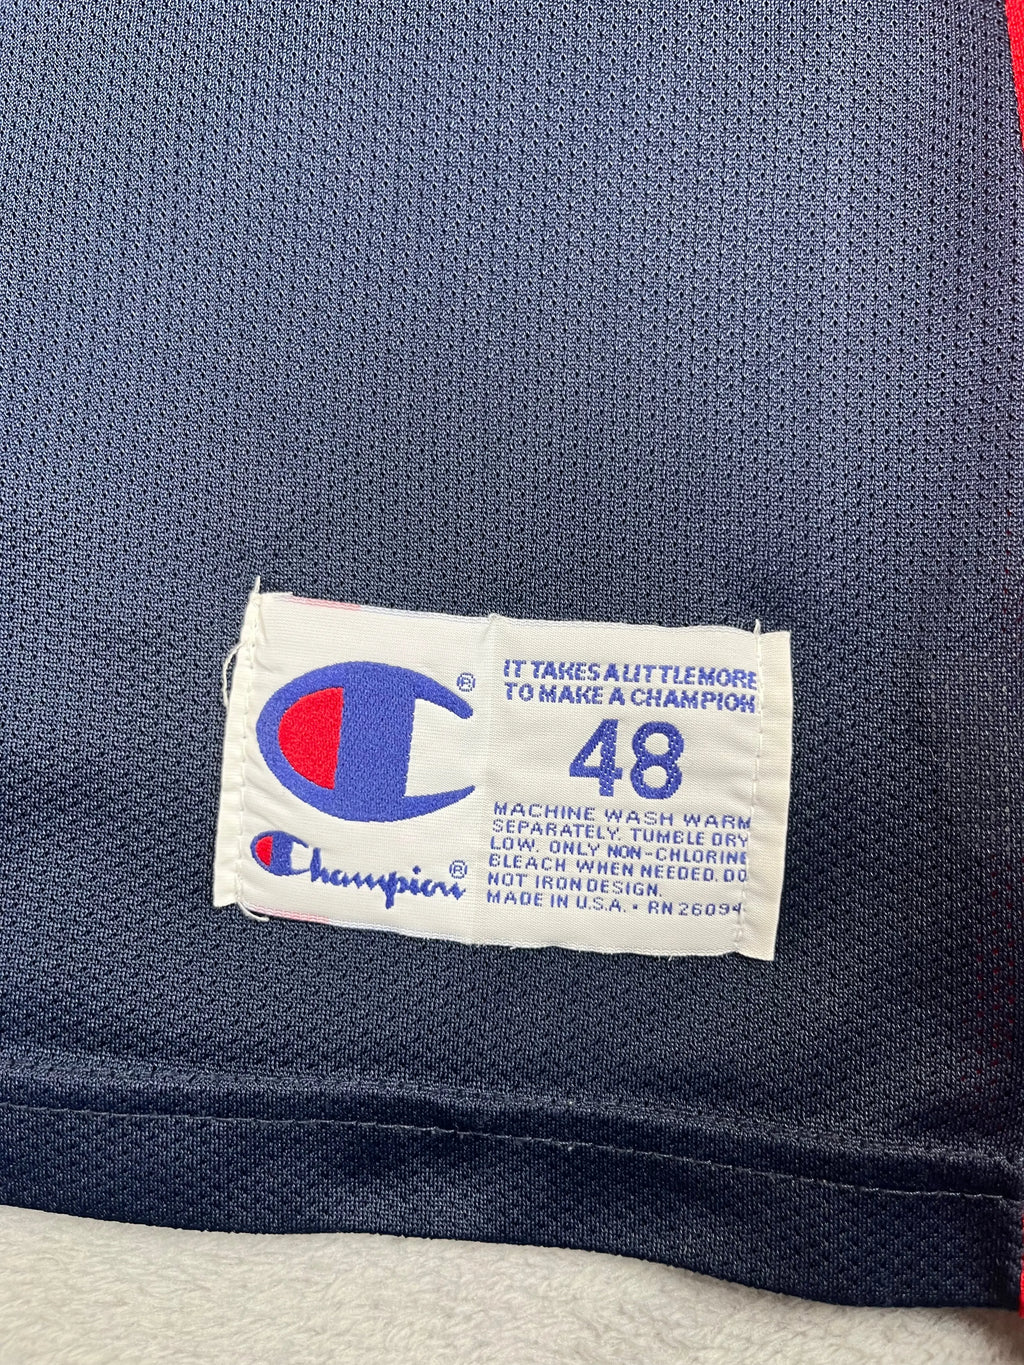 ®
Champion®
IT TAKES A LITTLE MORE
TO MAKE A CHAMPION
48
MACHINE WASH WARM
SEPARATELY. TUMBLE DRY
LOW. ONLY NON-CHLORINE
BLEACH WHEN NEEDED. DO
NOT IRON DESIGN.
MADE IN U.S.A. • RN 26094